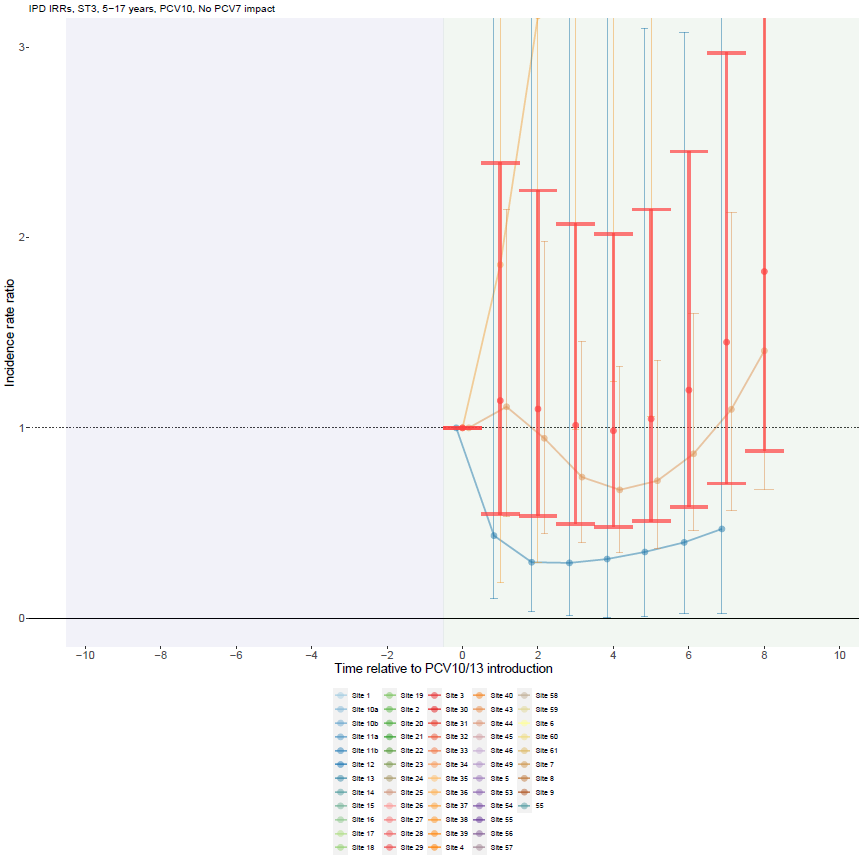 IPD IRRs, ST3, 5−17 years, PCV10, No PCV7 impact
Incidence rate ratio
3
2
1
0
−10 −8 −6 −4 −2 0 2 4 6 8 10
Time relative to PCV10/13 introduction
Site 1 Site 19 Site 3 Site 40 Site 58
Site 10a Site 2 Site 30 Site 43 Site 59
Site 10b Site 20 Site 31 Site 44 Site 6
Site 11a Site 21 Site 32 Site 45 Site 60
Site 11b Site 22 Site 33 Site 46 Site 61
Site 12 Site 23 Site 34 Site 49 Site 7
Site 13 Site 24 Site 35 Site 5 Site 8
Site 14 Site 25 Site 36 Site 53 Site 9
Site 15 Site 26 Site 37 Site 54 55
Site 16 Site 27 Site 38 Site 55
Site 17 Site 28 Site 39 Site 56
Site 18 Site 29 Site 4 Site 57